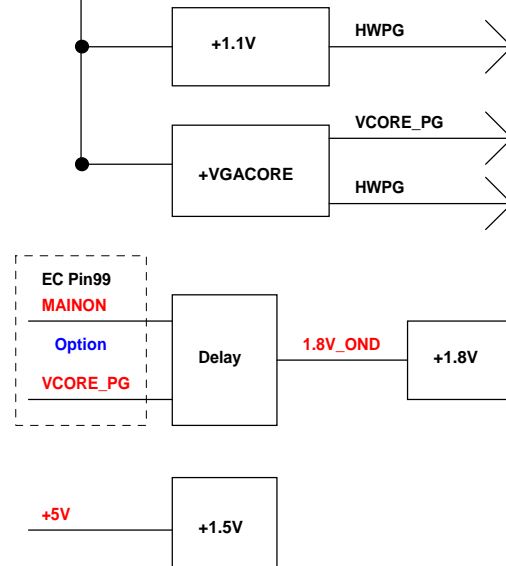 HWPG
+1.1V
VCORE_PG
+VGACORE
HWPG
EC Pin99
MAINON
Option
VCORE_PG
Delay
1.8V_OND
+1.8V
+5V
+1.5V